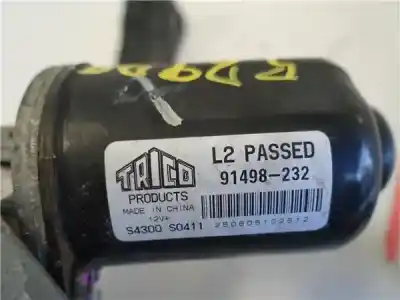 TRICO
PRODUCTS
MADE IN CHINA
12V+
S4300 S0411
L2 PASSED
91498-232